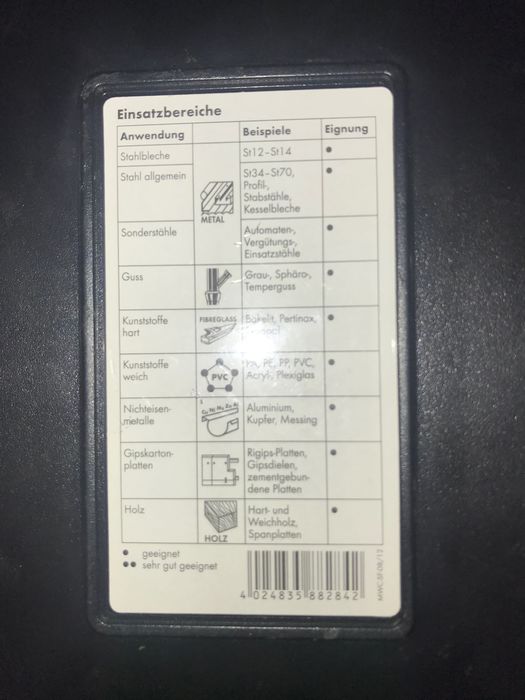 Einsatzbereiche
Anwendung Beispiele Eignung
Stahlbleche St12-St14 •
Stahl allgemein METAL St34-St70, •
Profil-,
Stabstähle,
Kesselbleche
Sonderstähle Automaten-, •
Vergütungs-,
Einsatzstähle
Guss Grau-, Sphäro-, •
Temperguss
Kunststoffe FIBREGLASS Bakelit, Pertinax, •
hart
Kunststoffe PVC PA, PE, PP, PVC, •
weich Acryl-, Plexiglas
Nichteisen- Aluminium, •
metalle Kupfer, Messing
Gipskarton- Rigips-Platten, •
platten Gipsdielen,
zementgebun-
dene Platten
Holz HOLZ Hart- und •
Weichholz,
Spanplatten
• geeignet
•• sehr gut geeignet
4 024835 882842